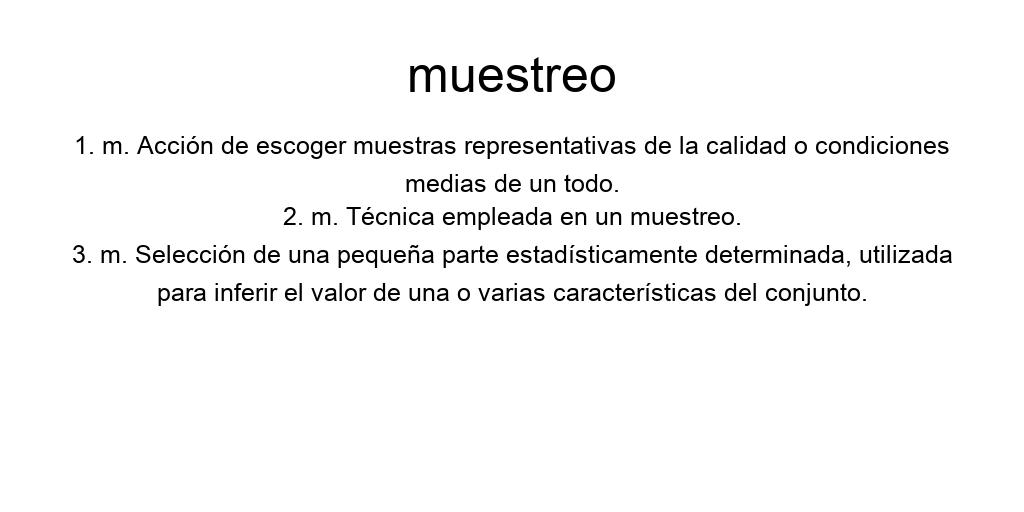 muestreo
1. m. Acción de escoger muestras representativas de la calidad o condiciones
medias de un todo.
2. m. Técnica empleada en un muestreo.
3. m. Selección de una pequeña parte estadísticamente determinada, utilizada
para inferir el valor de una o varias características del conjunto.